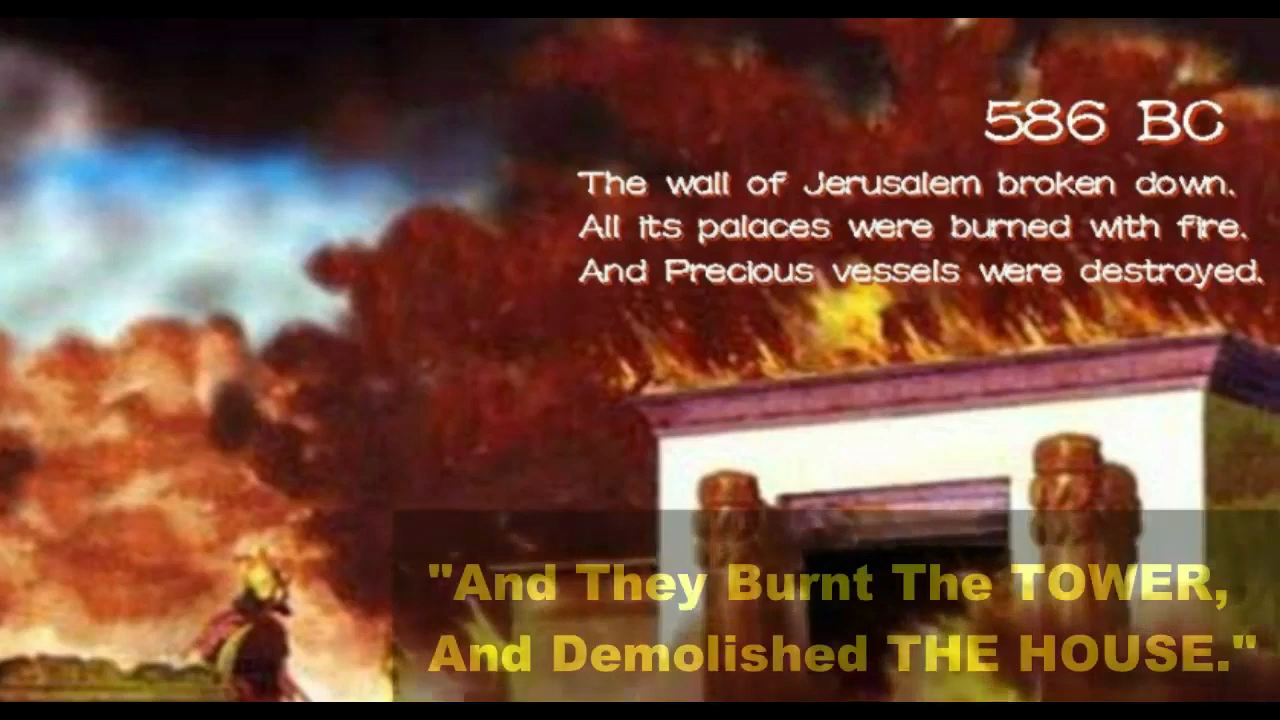 586 BC
The wall of Jerusalem broken down.
All its palaces were burned with fire.
And Precious vessels were destroyed.
"And They Burnt The TOWER,
And Demolished THE HOUSE."